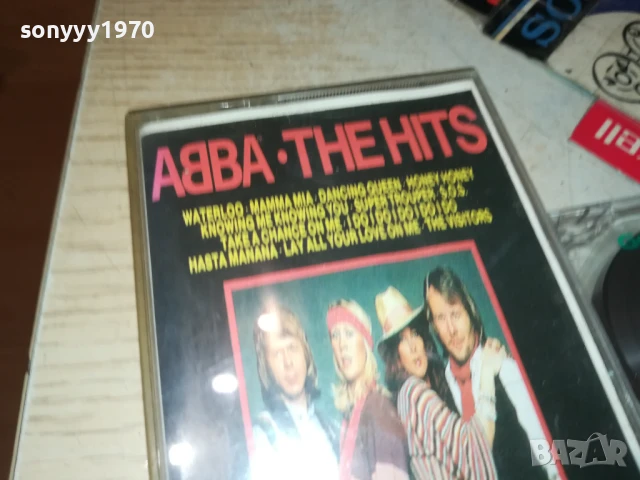 sonyyy1970
ABBA · THE HITS
WATERLOO · MAMMA MIA · DANCING QUEEN · HONEY HONEY
KNOWING ME KNOWING YOU · SUPER TROUPER · S.O.S.
TAKE A CHANCE ON ME · I DO I DO I DO I DO I DO
HASTA MANANA · LAY ALL YOUR LOVE ON ME · THE VISITORS
SO
BAZAR